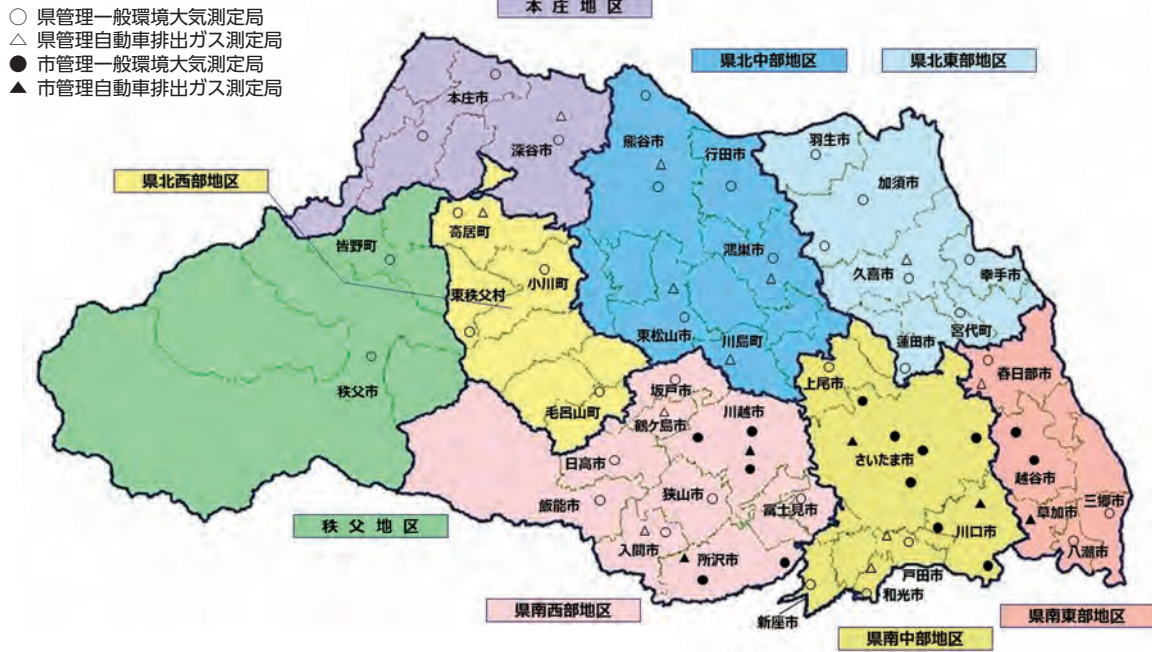 本庄地区
○ 県管理一般環境大気測定局
△ 県管理自動車排出ガス測定局
● 市管理一般環境大気測定局
▲ 市管理自動車排出ガス測定局
県北中部地区
県北東部地区
本庄市
深谷市
熊谷市
行田市
羽生市
加須市
県北西部地区
寄居町
皆野町
鴻巣市
久喜市
幸手市
小川町
東秩父村
東松山市
川島町
宮代町
蓮田市
春日部市
秩父市
毛呂山町
坂戸市
上尾市
鶴ケ島市
川越市
日高市
さいたま市
越谷市
飯能市
狭山市
富士見市
三郷市
秩父地区
草加市
川口市
入間市
所沢市
八潮市
戸田市
和光市
新座市
県南西部地区
県南東部地区
県南中部地区